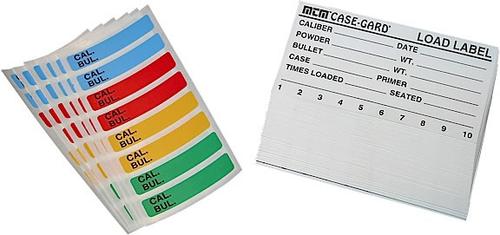 CAL.
BUL.
CAL.
BUL.
CAL.
BUL.
CAL.
BUL.
CAL.
BUL.
CAL.
BUL.
CAL.
BUL.
CAL.
BUL.
MTM CASE-GARD® LOAD LABEL
CALIBER DATE
POWDER WT.
BULLET WT.
CASE PRIMER
TIMES LOADED SEATED
1 2 3 4 5 6 7 8 9 10